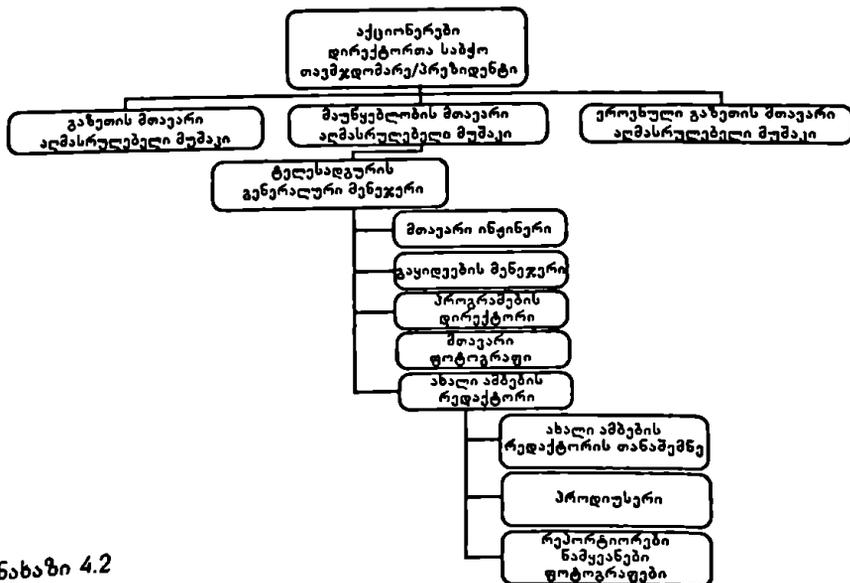 აქციონერები
დირექტორთა საბჭო
თავმჯდომარე/პრეზიდენტი
გაზეთის მთავარი
აღმასრულებელი მუშაკი
მაუწყებლობის მთავარი
აღმასრულებელი მუშაკი
ეროვნული გაზეთის მთავარი
აღმასრულებელი მუშაკი
ტელესადგურის
გენერალური მენეჯერი
მთავარი ინჟინერი
გაყიდვების მენეჯერი
პროგრამების
დირექტორი
მთავარი
ფოტოგრაფი
ახალი ამბების
რედაქტორი
ახალი ამბების
რედაქტორის თანაშემწე
პროდიუსერი
რეპორტიორები
წამყვანები
ფოტოგრაფები
ნახაზი 4.2